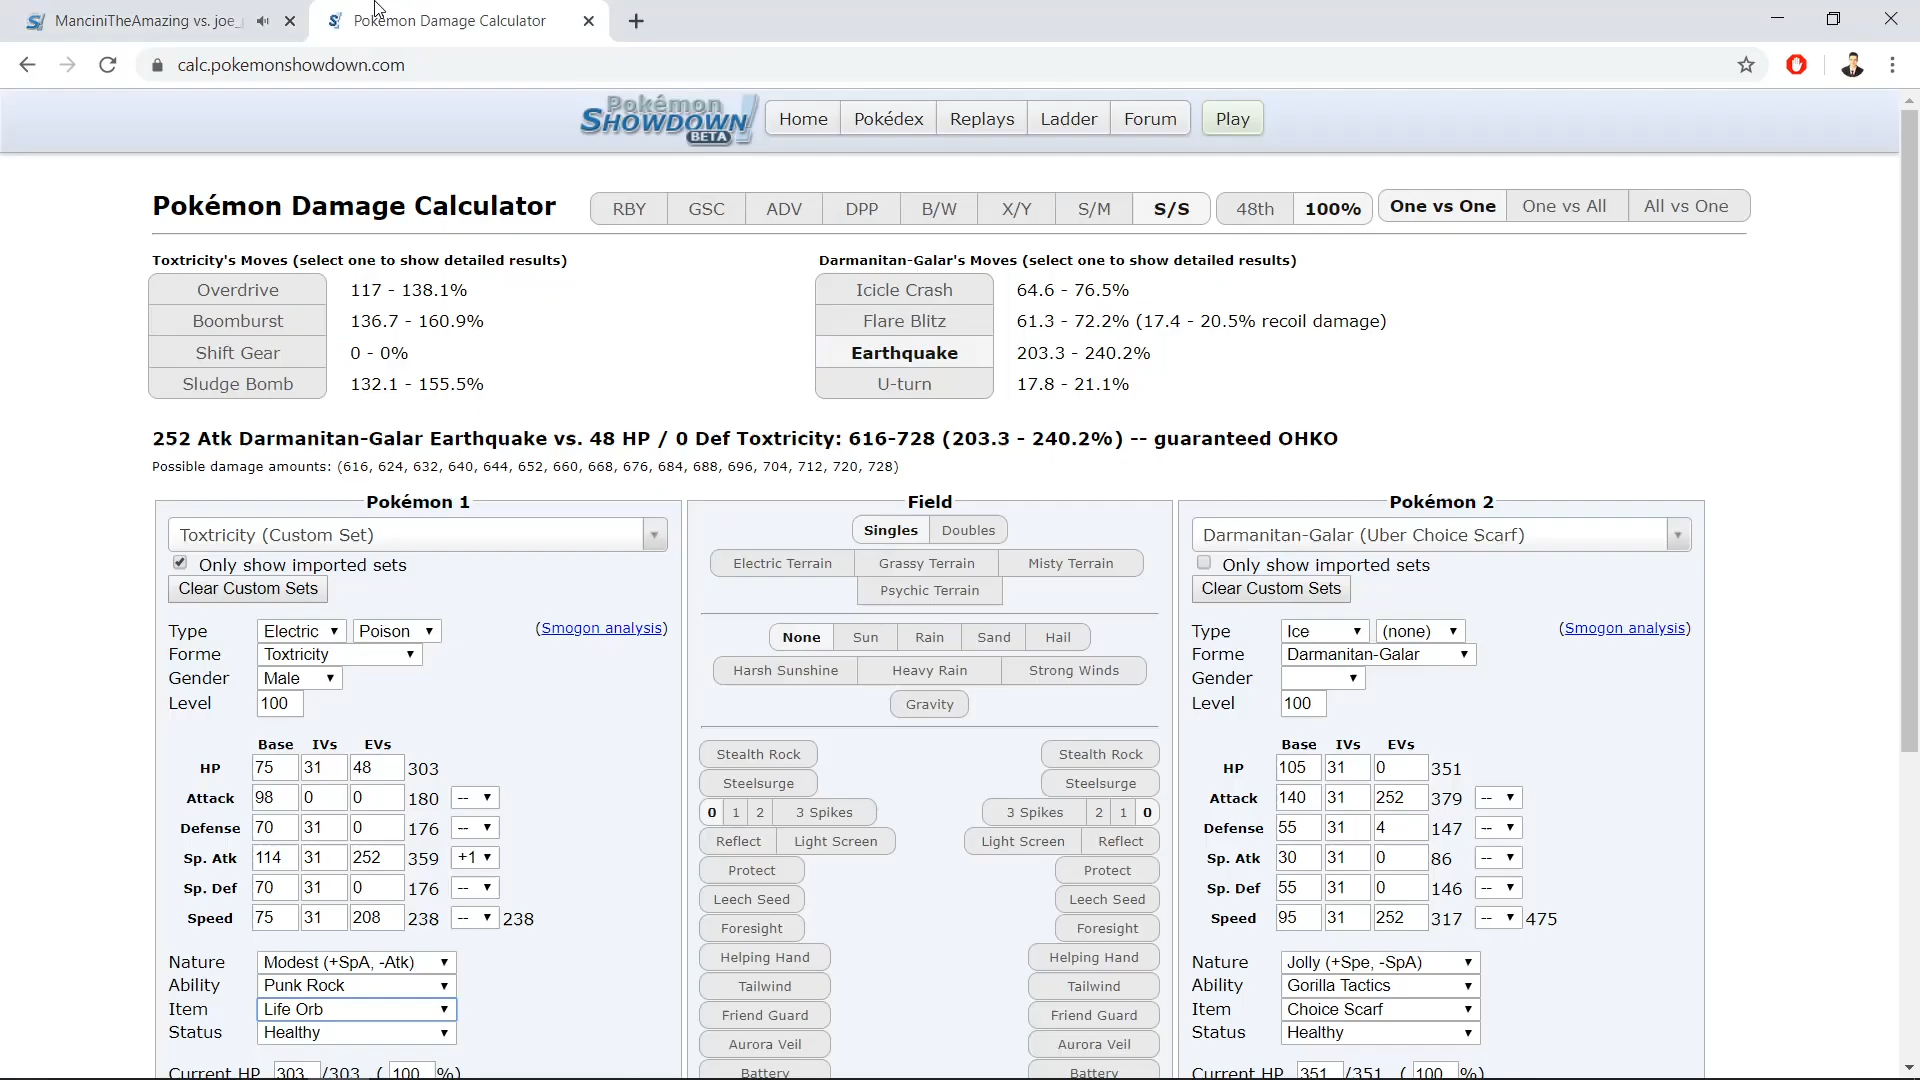 ManciniTheAmazing vs. joe_
Pokémon Damage Calculator
calc.pokemonshowdown.com
Pokémon
SHOWDOWN!
BETA
Home Pokédex Replays Ladder Forum Play
Pokémon Damage Calculator
RBY GSC ADV DPP B/W X/Y S/M S/S 48th 100% One vs One One vs All All vs One
Toxtricity's Moves (select one to show detailed results)
Overdrive 117 - 138.1%
Boomburst 136.7 - 160.9%
Shift Gear 0 - 0%
Sludge Bomb 132.1 - 155.5%
Darmanitan-Galar's Moves (select one to show detailed results)
Icicle Crash 64.6 - 76.5%
Flare Blitz 61.3 - 72.2% (17.4 - 20.5% recoil damage)
Earthquake 203.3 - 240.2%
U-turn 17.8 - 21.1%
252 Atk Darmanitan-Galar Earthquake vs. 48 HP / 0 Def Toxtricity: 616-728 (203.3 - 240.2%) -- guaranteed OHKO
Possible damage amounts: (616, 624, 632, 640, 644, 652, 660, 668, 676, 684, 688, 696, 704, 712, 720, 728)
Pokémon 1
Toxtricity (Custom Set)
Only show imported sets
Clear Custom Sets
Type Electric Poison (Smogon analysis)
Forme Toxtricity
Gender Male
Level 100
Base IVs EVs
HP 75 31 48 303
Attack 98 0 0 180 --
Defense 70 31 0 176 --
Sp. Atk 114 31 252 359 +1
Sp. Def 70 31 0 176 --
Speed 75 31 208 238 -- 238
Nature Modest (+SpA, -Atk)
Ability Punk Rock
Item Life Orb
Status Healthy
Current HP 303 /303 ( 100 %)
Field
Singles Doubles
Electric Terrain Grassy Terrain Misty Terrain
Psychic Terrain
None Sun Rain Sand Hail
Harsh Sunshine Heavy Rain Strong Winds
Gravity
Stealth Rock Stealth Rock
Steelsurge Steelsurge
0 1 2 3 Spikes 3 Spikes 2 1 0
Reflect Light Screen Light Screen Reflect
Protect Protect
Leech Seed Leech Seed
Foresight Foresight
Helping Hand Helping Hand
Tailwind Tailwind
Friend Guard Friend Guard
Aurora Veil Aurora Veil
Battery Battery
Pokémon 2
Darmanitan-Galar (Uber Choice Scarf)
Only show imported sets
Clear Custom Sets
Type Ice (none) (Smogon analysis)
Forme Darmanitan-Galar
Gender
Level 100
Base IVs EVs
HP 105 31 0 351
Attack 140 31 252 379 --
Defense 55 31 4 147 --
Sp. Atk 30 31 0 86 --
Sp. Def 55 31 0 146 --
Speed 95 31 252 317 -- 475
Nature Jolly (+Spe, -SpA)
Ability Gorilla Tactics
Item Choice Scarf
Status Healthy
Current HP 351 /351 ( 100 %)